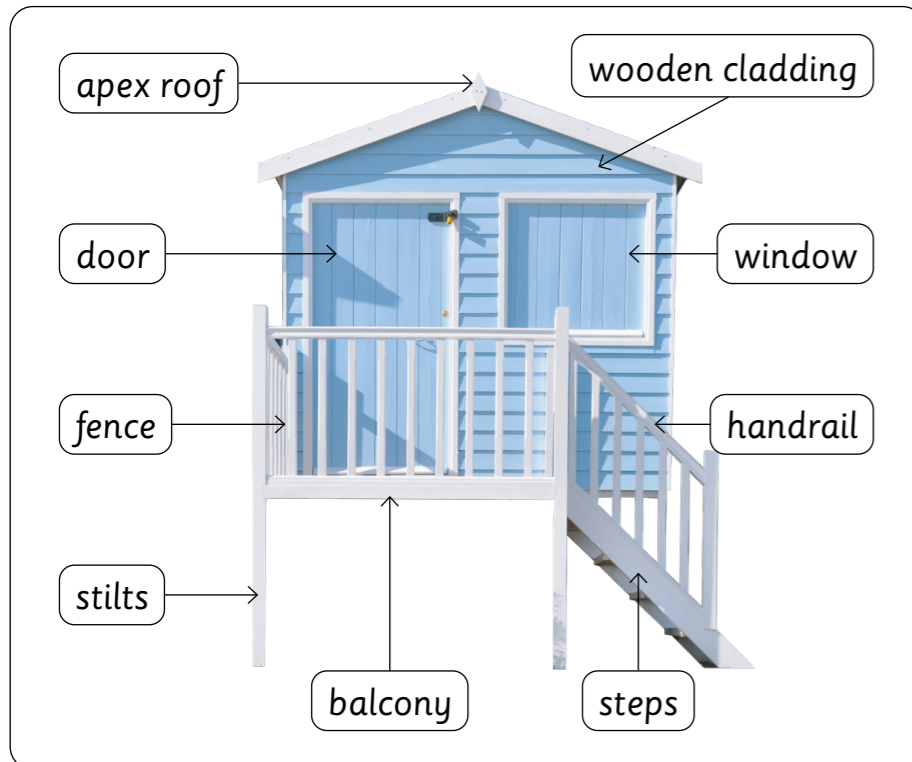 apex roof
wooden cladding
door
window
fence
handrail
stilts
balcony
steps